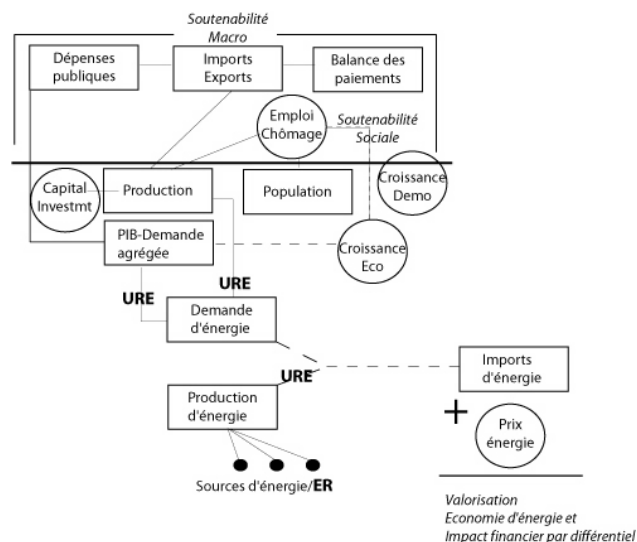 Soutenabilité
Macro
Dépenses
publiques
Imports
Exports
Balance des
paiements
Emploi
Chômage
Soutenabilité
Sociale
Capital
Investmt
Production
Population
Croissance
Demo
PIB-Demande
agrégée
Croissance
Eco
URE
URE
Demande
d'énergie
URE
Imports
d'énergie
Production
d'énergie
+
Prix
énergie
Sources d'énergie/ER
Valorisation
Economie d'énergie et
Impact financier par différentiel